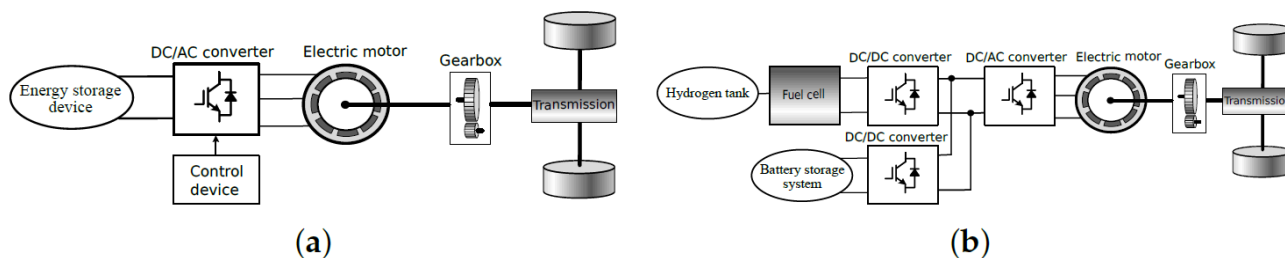 DC/AC converter
Electric motor
Gearbox
Energy storage
device
Transmission
Control
device
(a)
DC/DC converter
DC/AC converter
Electric motor
Gearbox
Hydrogen tank
Fuel cell
Transmission
DC/DC converter
Battery storage
system
(b)